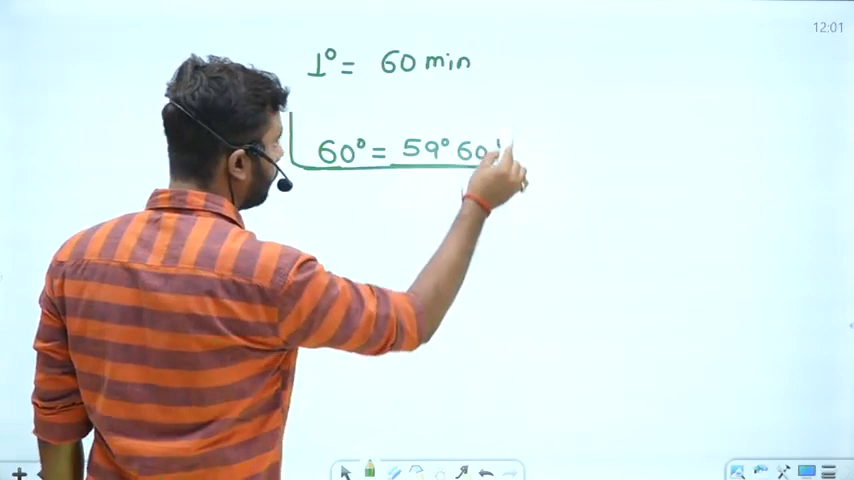 12:01
1° = 60 min
60° = 59° 60'